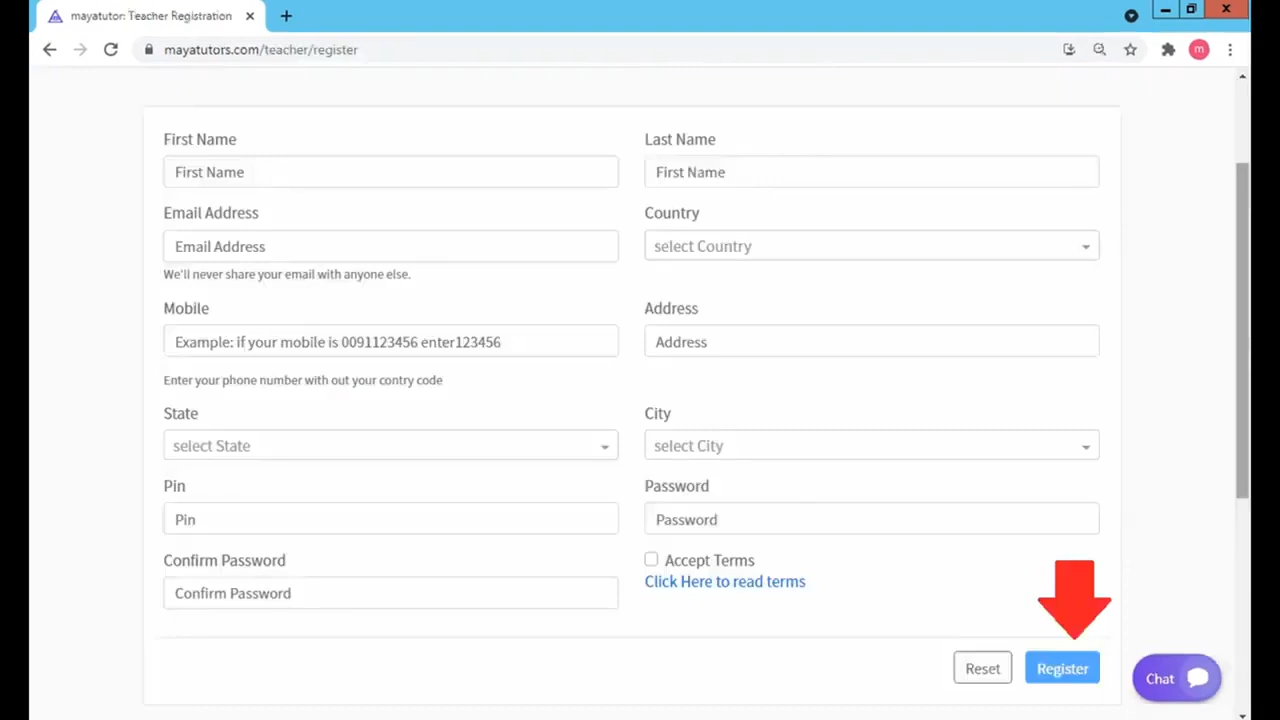 mayatutor: Teacher Registration
mayatutors.com/teacher/register
m
First Name
Last Name
First Name
First Name
Email Address
Country
Email Address
select Country
We'll never share your email with anyone else.
Mobile
Address
Example: if your mobile is 0091123456 enter123456
Address
Enter your phone number with out your contry code
State
City
select State
select City
Pin
Password
Pin
Password
Confirm Password
Accept Terms
Click Here to read terms
Confirm Password
Reset
Register
Chat